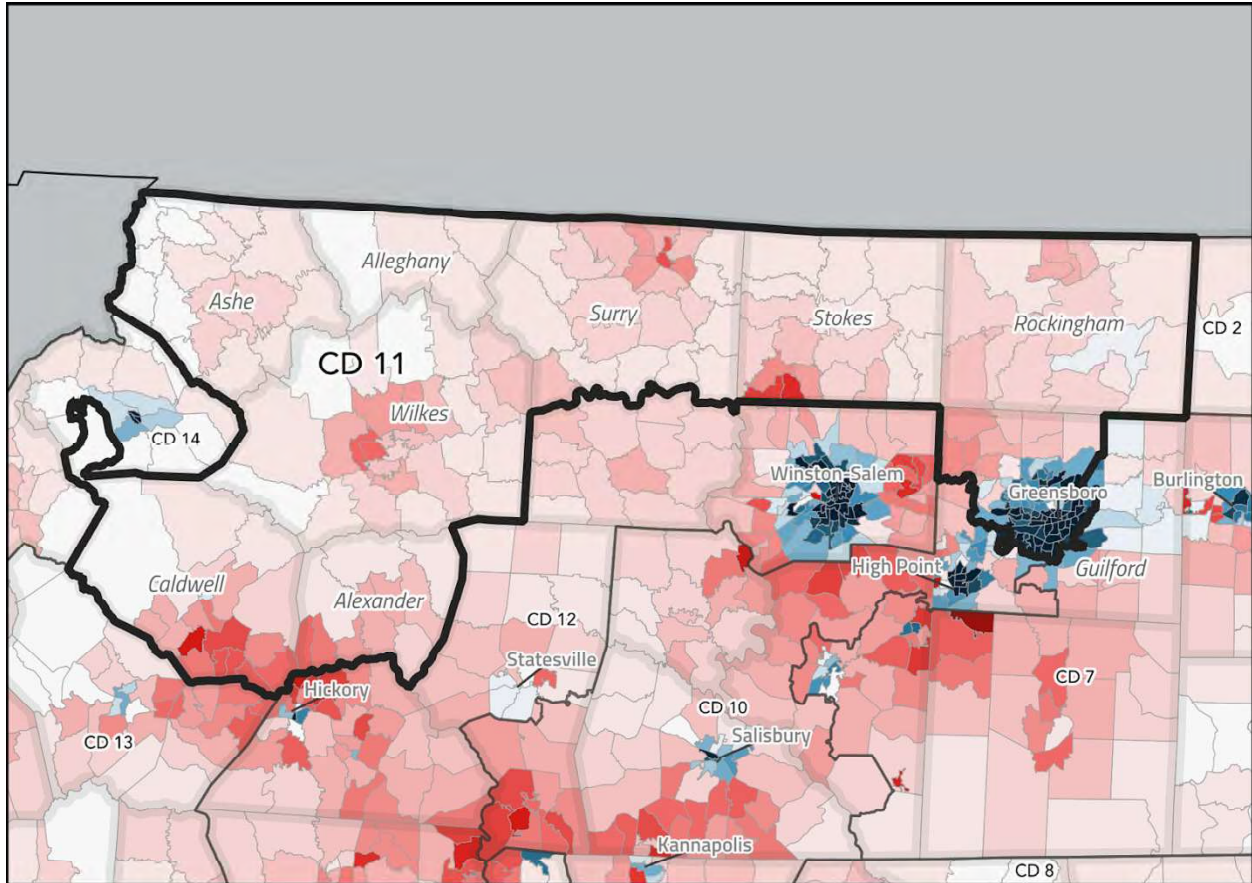 Alleghany
Ashe
Surry
Stokes
Rockingham
CD 2
CD 11
Wilkes
CD 14
Winston-Salem
Greensboro
Burlington
High Point
Guilford
Caldwell
Alexander
CD 12
Statesville
Hickory
CD 7
CD 10
Salisbury
CD 13
Kannapolis
CD 8